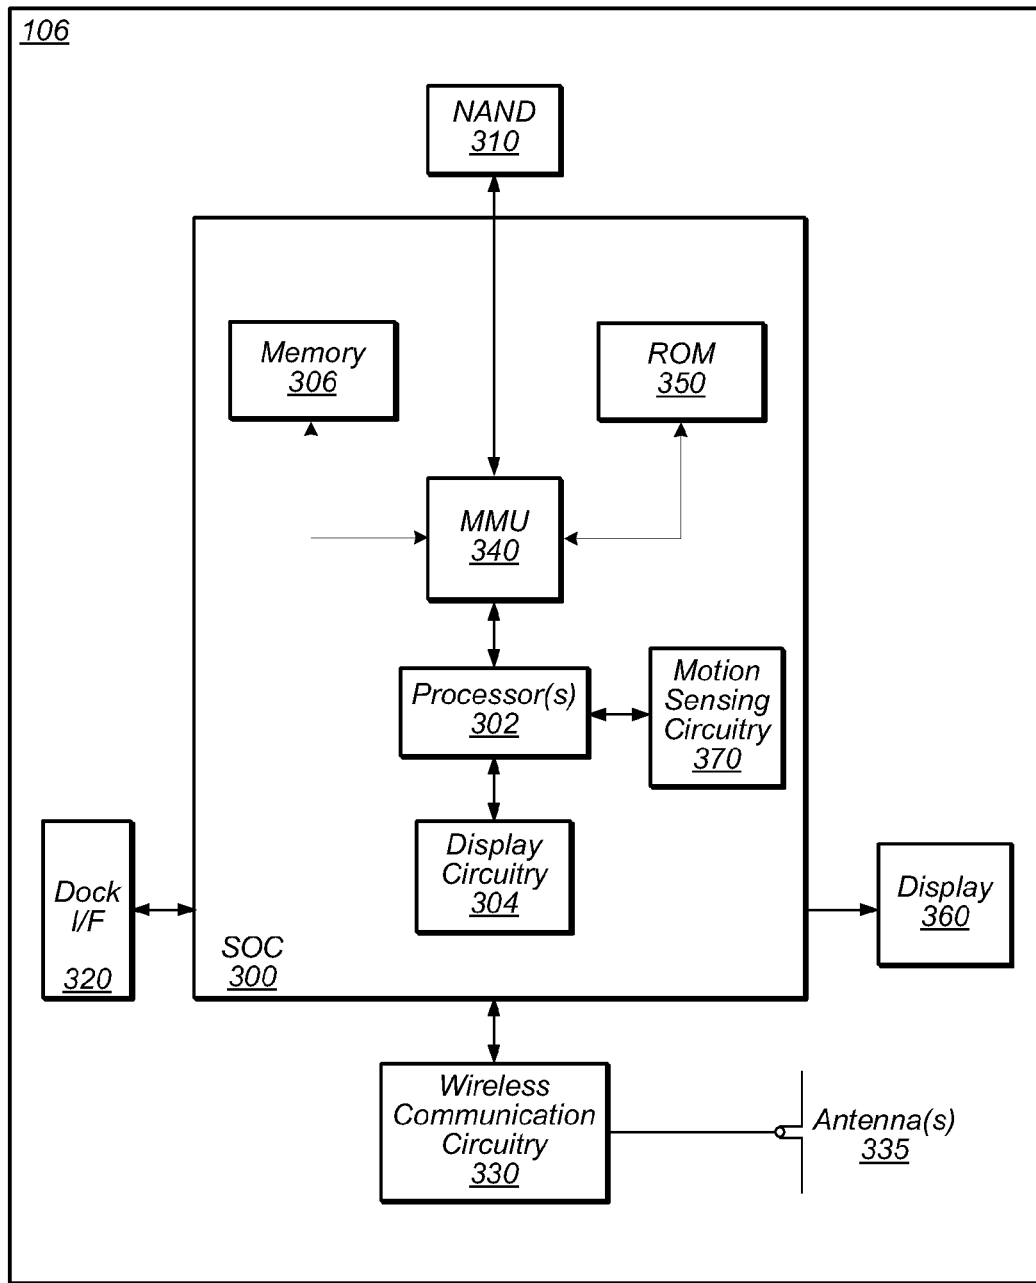 106
NAND
310
Memory
306
ROM
350
MMU
340
Processor(s)
302
Motion
Sensing
Circuitry
370
Display
Circuitry
304
Dock
I/F
320
SOC
300
Display
360
Wireless
Communication
Circuitry
330
Antenna(s)
335